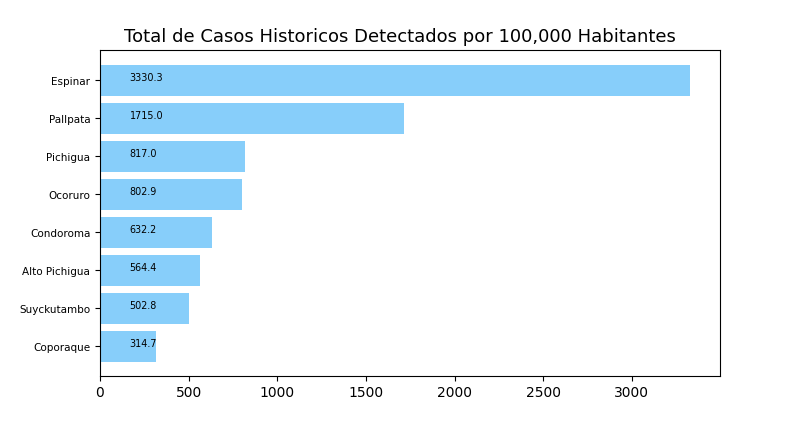 Total de Casos Historicos Detectados por 100,000 Habitantes
Espinar 3330.3
Pallpata 1715.0
Pichigua 817.0
Ocoruro 802.9
Condoroma 632.2
Alto Pichigua 564.4
Suyckutambo 502.8
Coporaque 314.7
0 500 1000 1500 2000 2500 3000